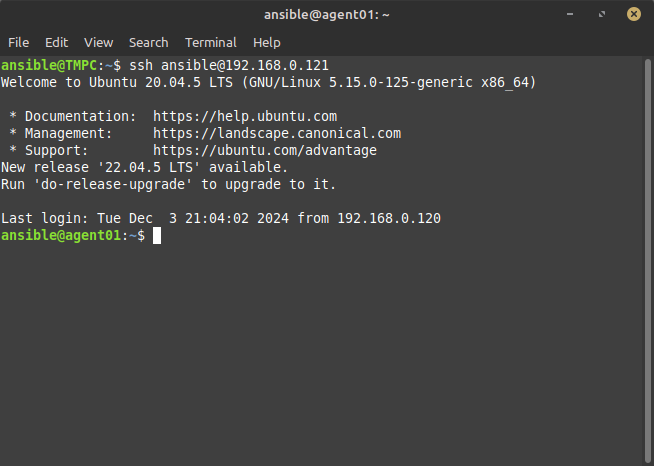 ansible@agent01: ~
File Edit View Search Terminal Help
ansible@TMPC:~$ ssh ansible@192.168.0.121
Welcome to Ubuntu 20.04.5 LTS (GNU/Linux 5.15.0-125-generic x86_64)
* Documentation:  https://help.ubuntu.com
* Management:     https://landscape.canonical.com
* Support:        https://ubuntu.com/advantage
New release '22.04.5 LTS' available.
Run 'do-release-upgrade' to upgrade to it.
Last login: Tue Dec  3 21:04:02 2024 from 192.168.0.120
ansible@agent01:~$